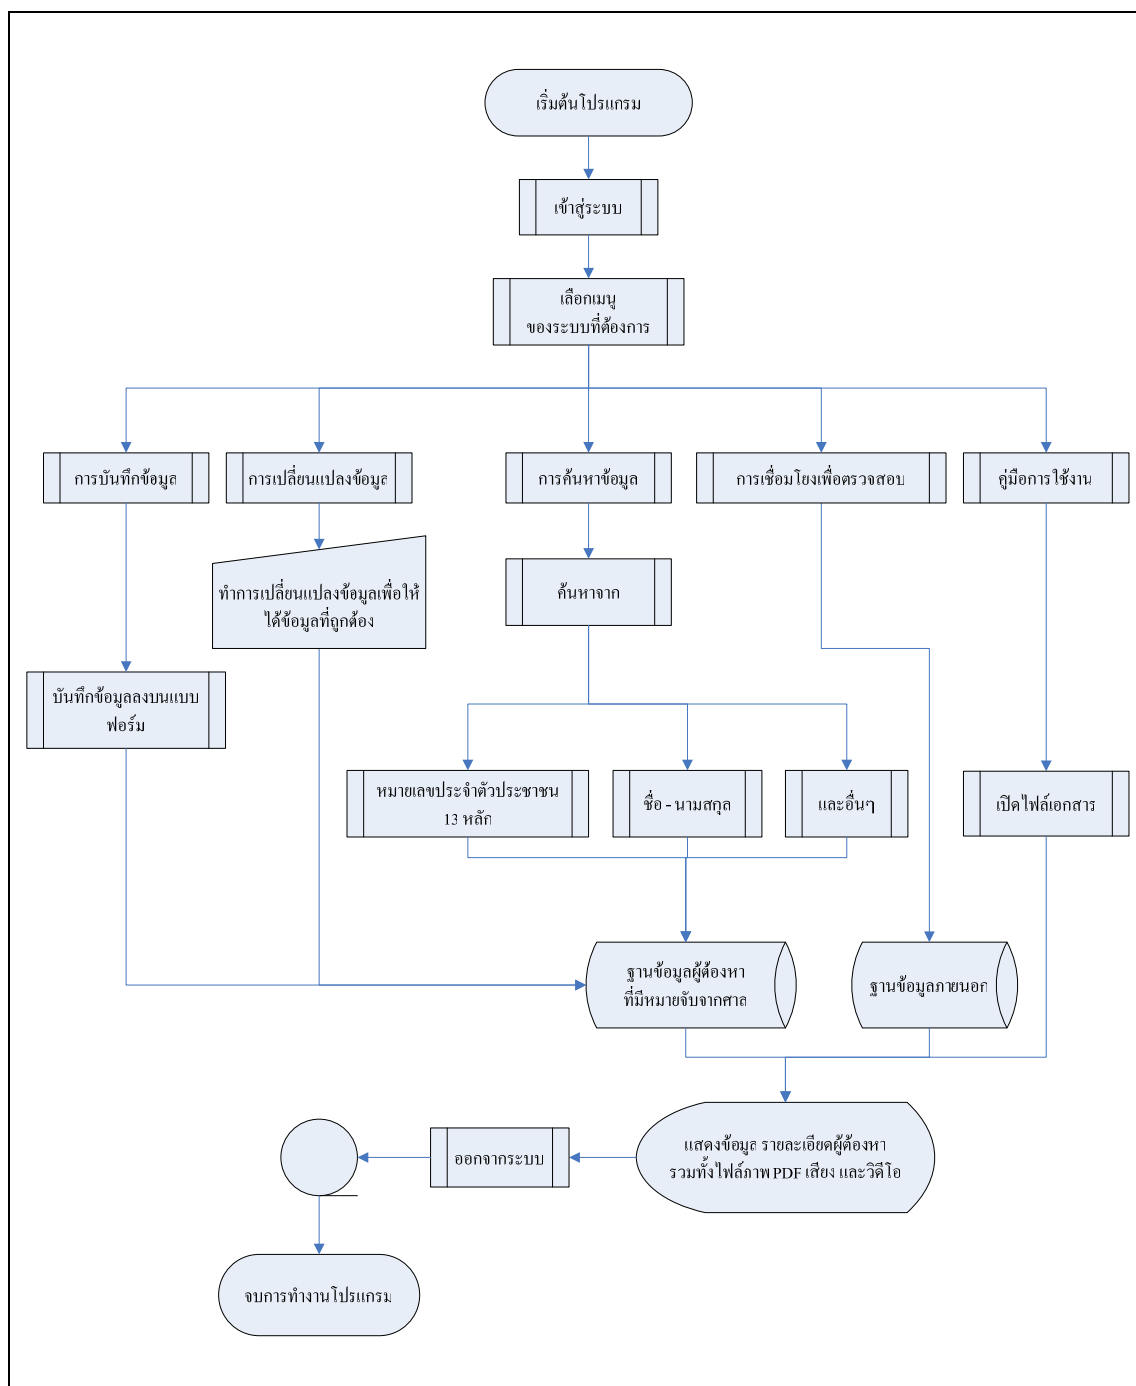 เริ่มต้นโปรแกรม
เข้าสู่ระบบ
เลือกเมนู
ของระบบที่ต้องการ
การบันทึกข้อมูล
การเปลี่ยนแปลงข้อมูล
การค้นหาข้อมูล
การเชื่อมโยงเพื่อตรวจสอบ
คู่มือการใช้งาน
ทำการเปลี่ยนแปลงข้อมูลเพื่อให้
ได้ข้อมูลที่ถูกต้อง
ค้นหาจาก
บันทึกข้อมูลลงบนแบบ
ฟอร์ม
หมายเลขประจำตัวประชาชน
13 หลัก
ชื่อ - นามสกุล
และอื่นๆ
เปิดไฟล์เอกสาร
ฐานข้อมูลผู้ต้องหา
ที่มีหมายจับจากศาล
ฐานข้อมูลภายนอก
แสดงข้อมูล รายละเอียดผู้ต้องหา
รวมทั้งไฟล์ภาพ PDF เสียง และวิดีโอ
ออกจากระบบ
จบการทำงานโปรแกรม